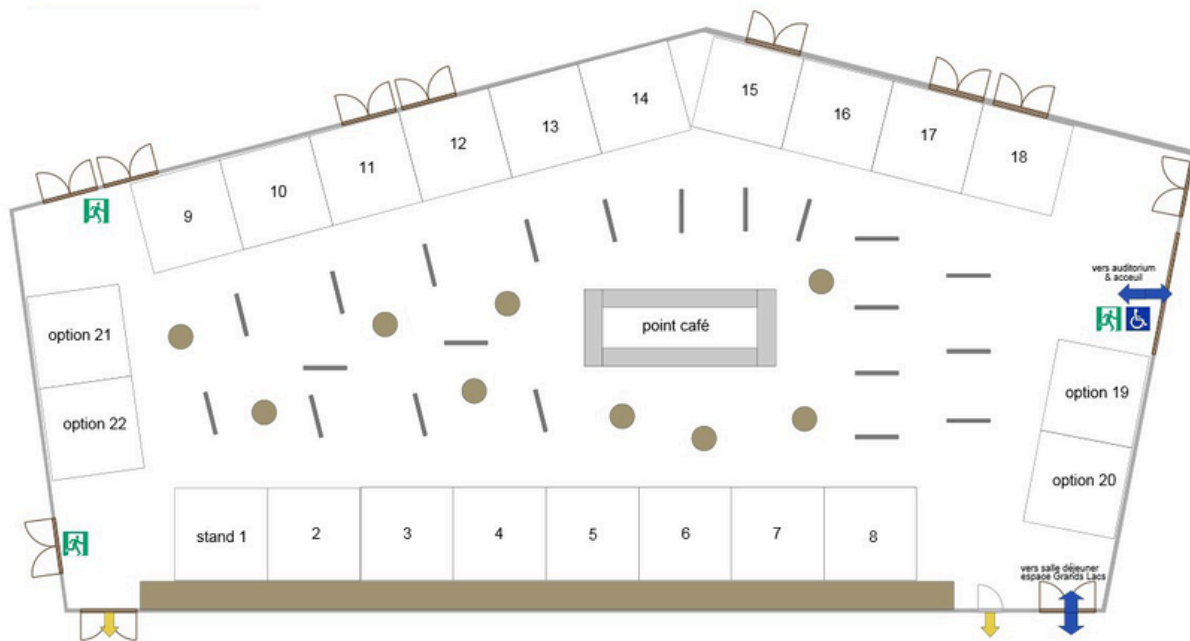 15
14
16
13
17
12
18
11
10
9
vers auditorium
& acceuil
option 21
point café
option 19
option 22
option 20
stand 1
2
3
4
5
6
7
8
vers salle déjeuner
espace Grands Lacs